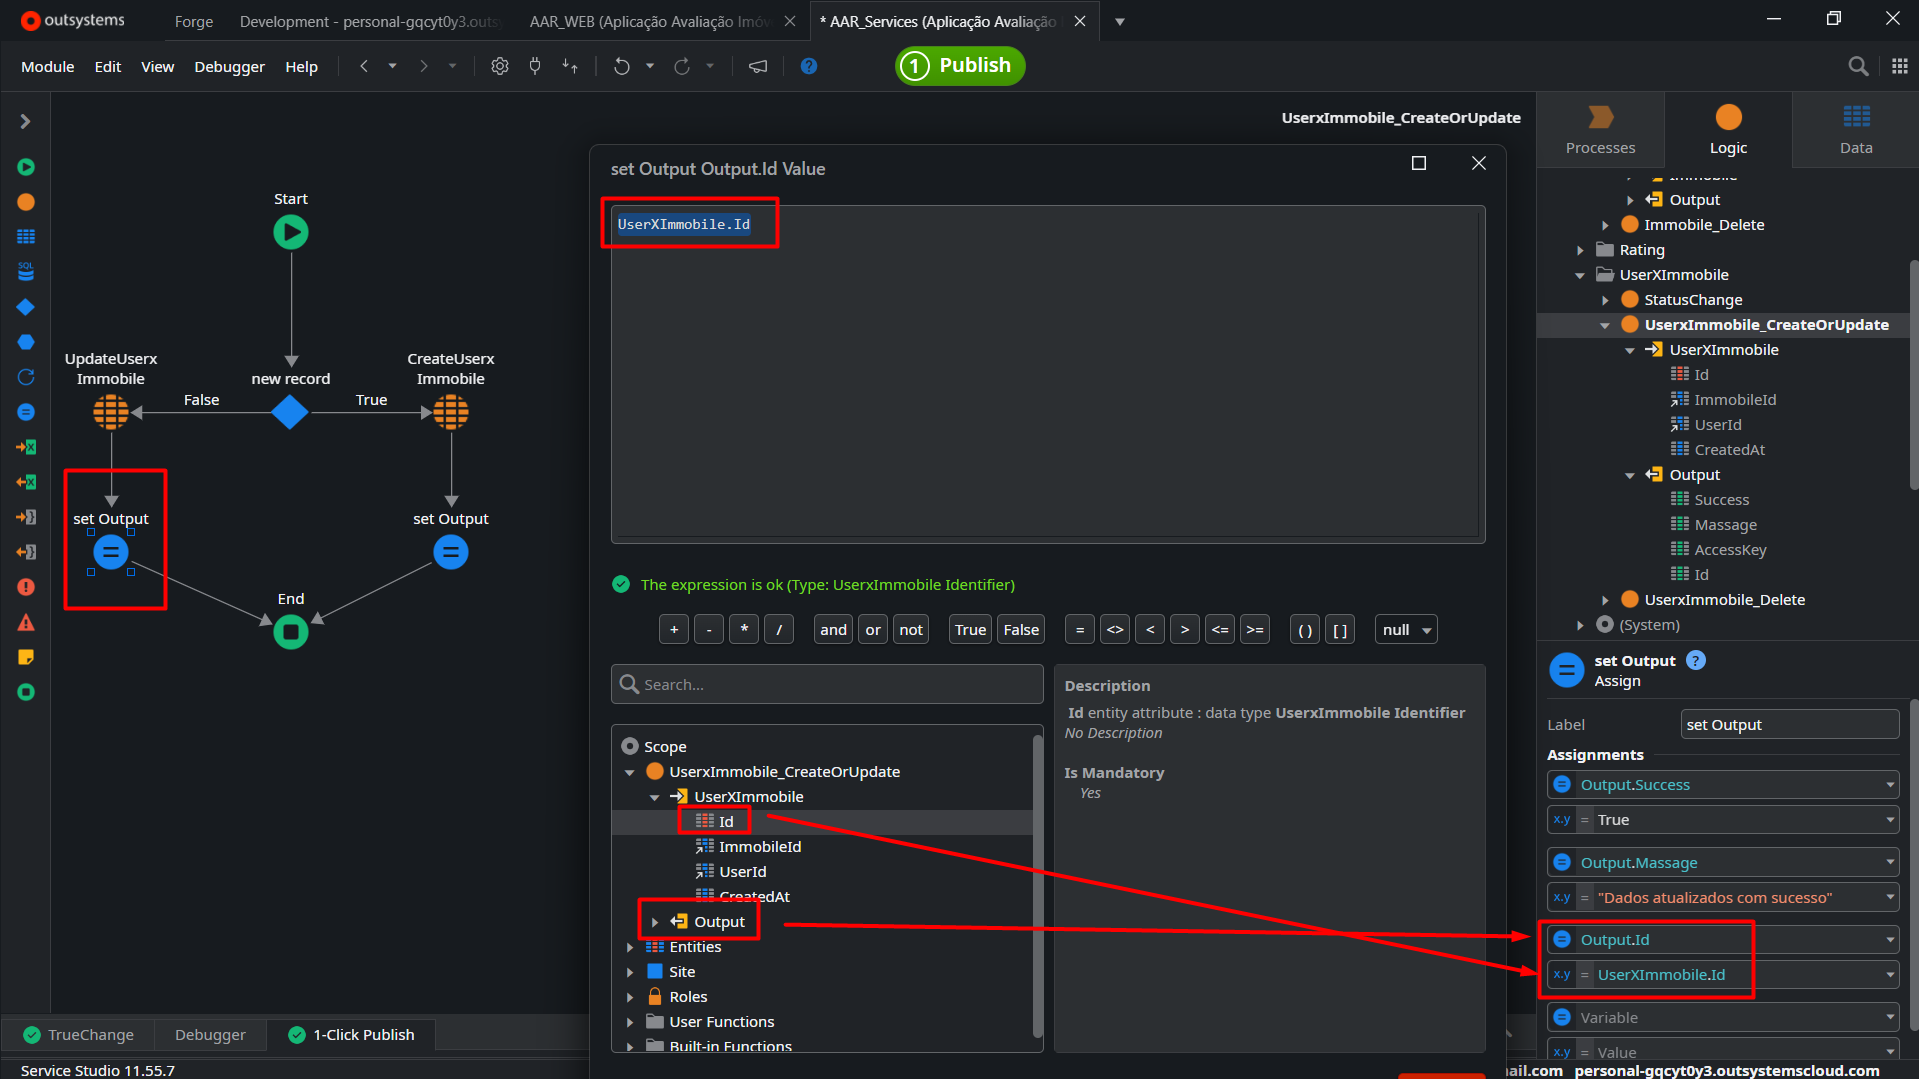 outsystems
Forge
Development - personal-gqcyt0y3.outs
AAR_WEB (Aplicação Avaliação Imóv
* AAR_Services (Aplicação Avaliação
Module
Edit
View
Debugger
Help
1
Publish
UserxImmobile_CreateOrUpdate
Processes
Logic
Data
SQL
Start
UpdateUserx
Immobile
CreateUserx
Immobile
new record
False
True
set Output
set Output
End
set Output Output.Id Value
UserXImmobile.Id
The expression is ok (Type: UserxImmobile Identifier)
+
-
*
/
and
or
not
True
False
=
<>
<
>
<=
>=
( )
[ ]
null
Search...
Scope
UserxImmobile_CreateOrUpdate
UserXImmobile
Id
ImmobileId
UserId
CreatedAt
Output
Entities
Site
Roles
User Functions
Built-in Functions
Description
Id entity attribute : data type UserxImmobile Identifier
No Description
Is Mandatory
Yes
Immobile
Output
Immobile_Delete
Rating
UserXImmobile
StatusChange
UserxImmobile_CreateOrUpdate
UserXImmobile
Id
ImmobileId
UserId
CreatedAt
Output
Success
Massage
AccessKey
Id
UserxImmobile_Delete
(System)
set Output
Assign
Label
set Output
Assignments
Output.Success
x.y = True
Output.Massage
x.y = "Dados atualizados com sucesso"
Output.Id
x.y = UserXImmobile.Id
Variable
x.y = Value
TrueChange
Debugger
1-Click Publish
Service Studio 11.55.7
ail.com
personal-gqcyt0y3.outsystemscloud.com